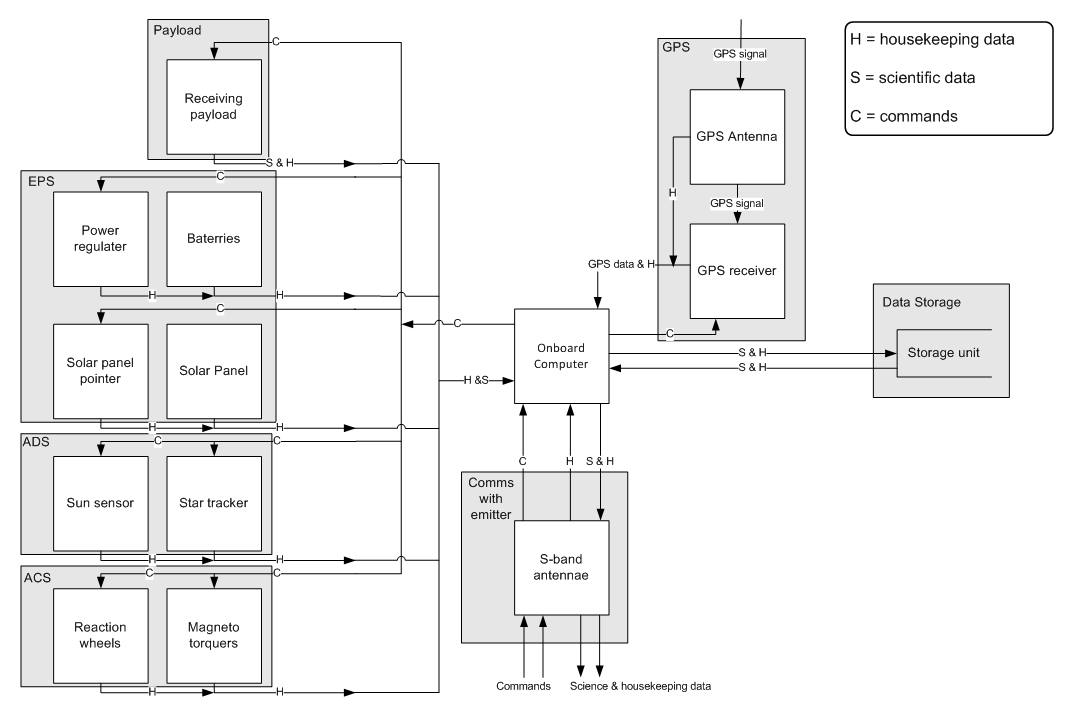 Payload
C
Receiving
payload
S & H
EPS
C
Power
regulater
Baterries
H
H
C
Solar panel
pointer
Solar Panel
H
H
ADS
C
C
Sun sensor
Star tracker
H
H
ACS
C
C
Reaction
wheels
Magneto
torquers
H
H
C
H &S
Onboard
Computer
GPS
GPS signal
GPS Antenna
H
GPS signal
GPS receiver
GPS data & H
C
S & H
S & H
Data Storage
Storage unit
C
H
S & H
Comms
with
emitter
S-band
antennae
Commands
Science & housekeeping data
H = housekeeping data
S = scientific data
C = commands